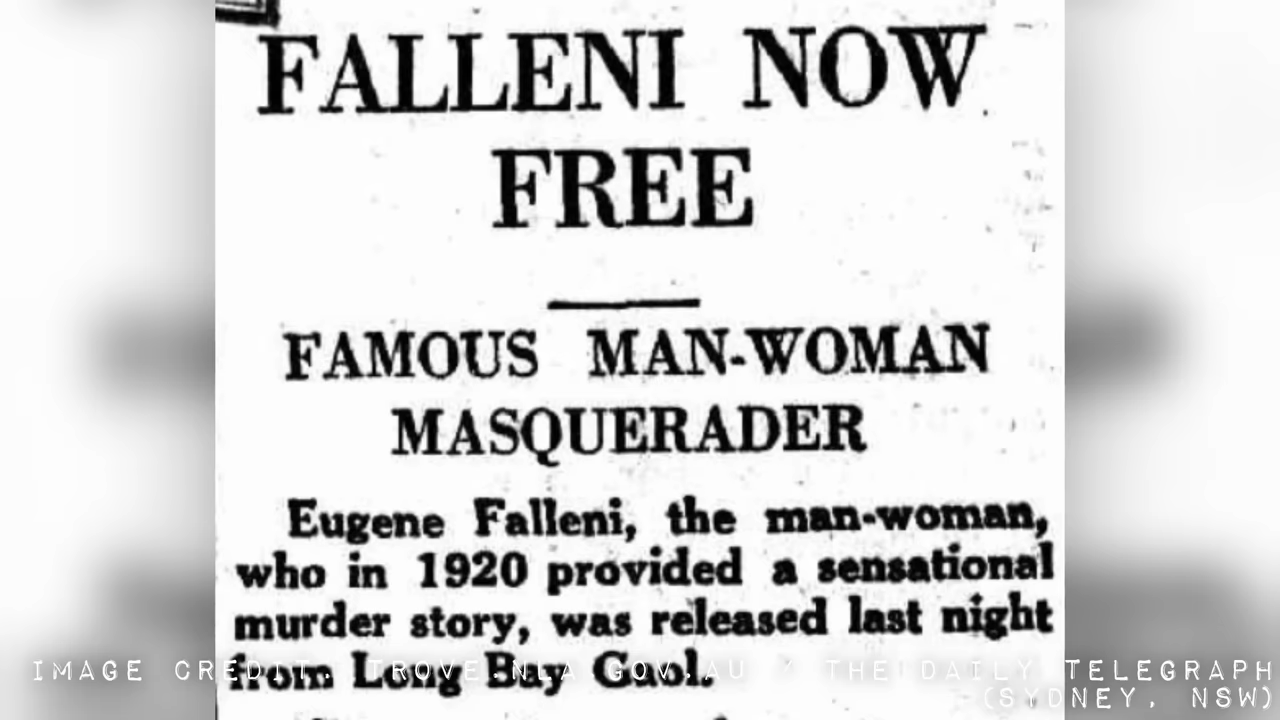 FALLENI NOW
FREE
FAMOUS MAN-WOMAN
MASQUERADER
Eugene Falleni, the man-woman,
who in 1920 provided a sensational
murder story, was released last night
from Long Bay Gaol.
IMAGE CREDIT: TROVE.NLA.GOV.AU / THE DAILY TELEGRAPH
(SYDNEY, NSW)